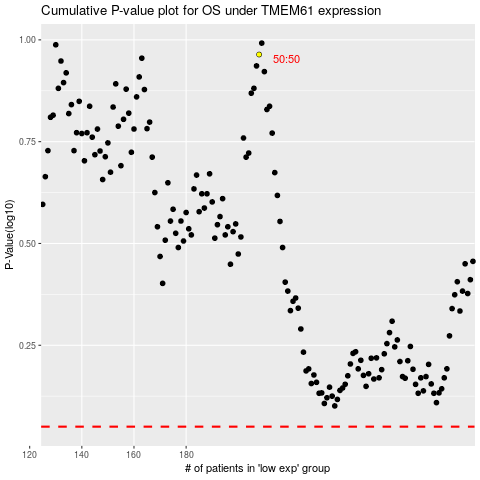 Cumulative P-value plot for OS under TMEM61 expression
1.00
50:50
0.75
P-Value(log10)
0.50
0.25
120 140 160 180
# of patients in 'low exp' group